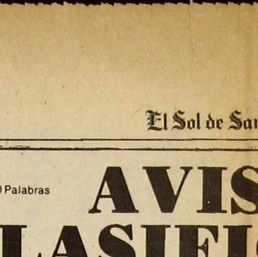 El Sol de Sa
) Palabras
AVIS
LASIFI